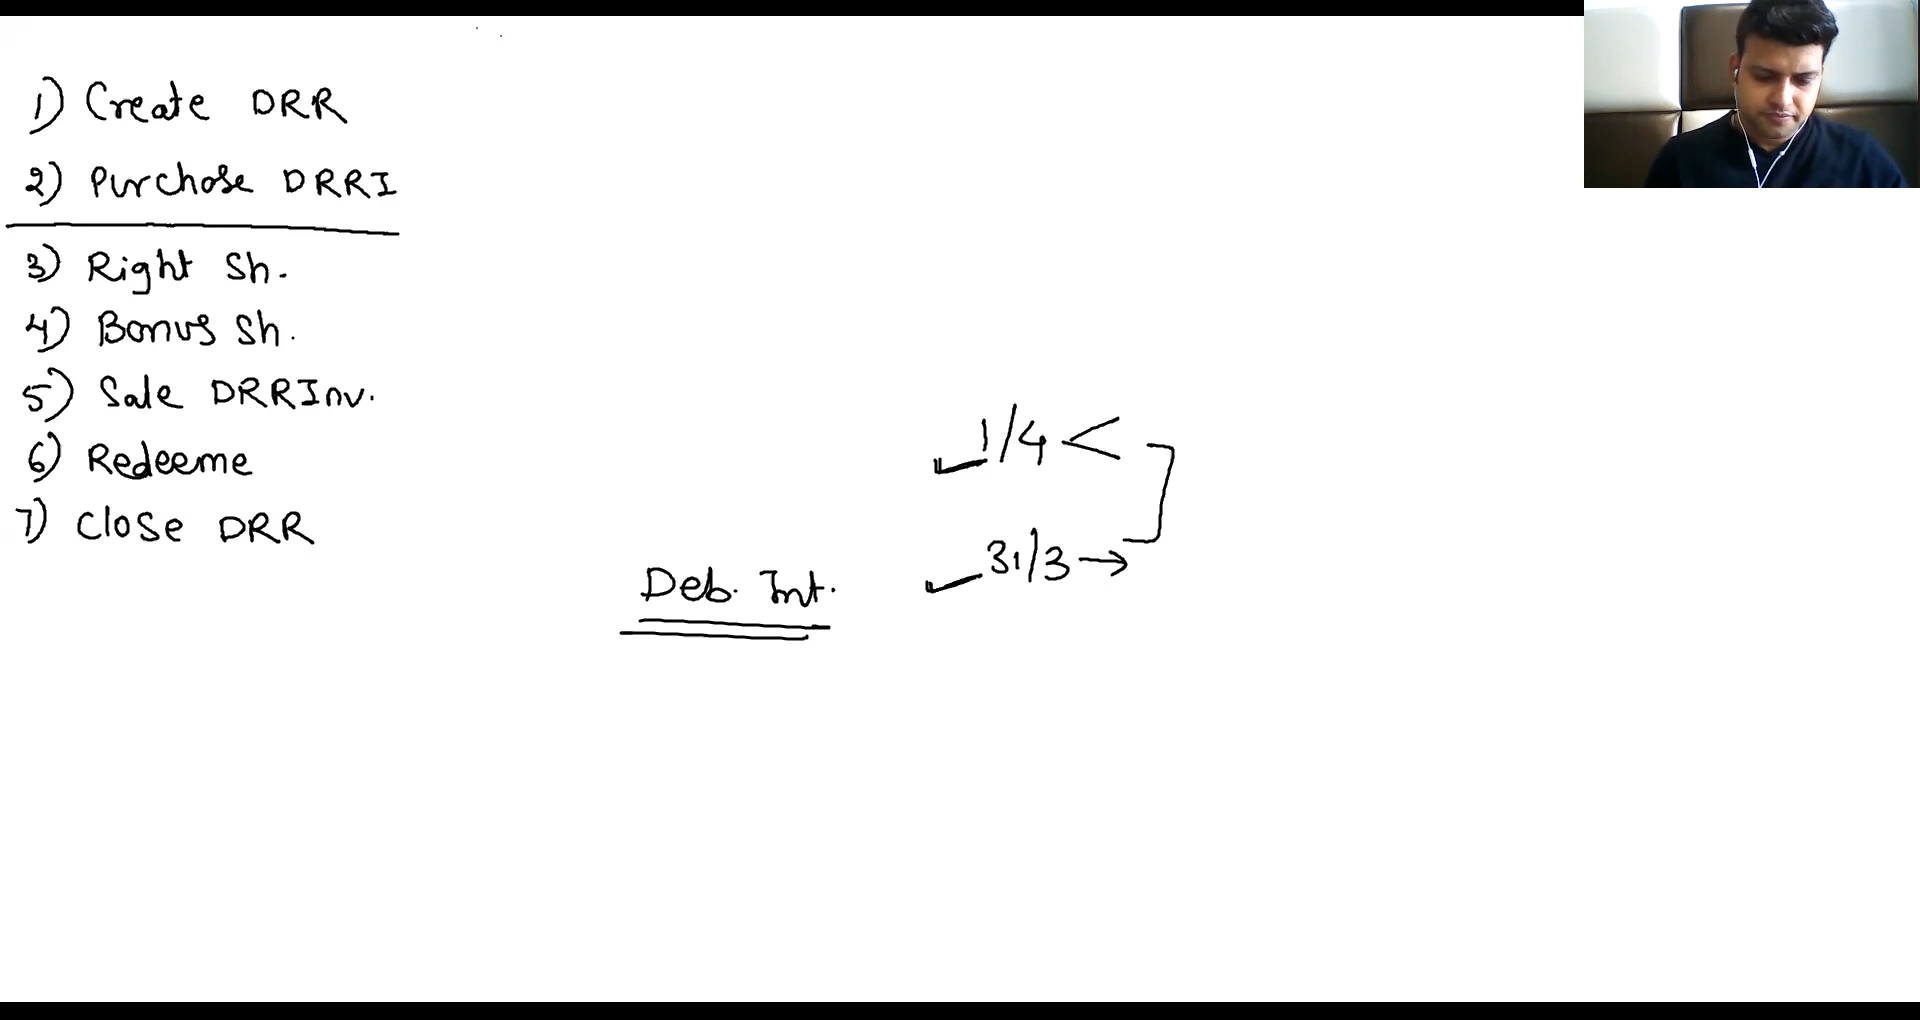 1) Create DRR
2) Purchase DRRI
3) Right Sh.
4) Bonus Sh.
5) Sale DRRInv.
6) Redeeme
7) Close DRR
1/4 <
31/3 →
Deb. Int.